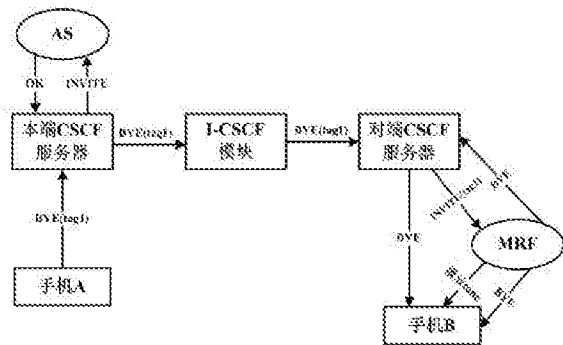 AS
OK
INVITE
本端CSCF
服务器
BYE(tag1)
I-CSCF
模块
BYE(tag1)
对端CSCF
服务器
BYE(tag1)
BYE
BYE
MRF
手机A
BYE
手机B